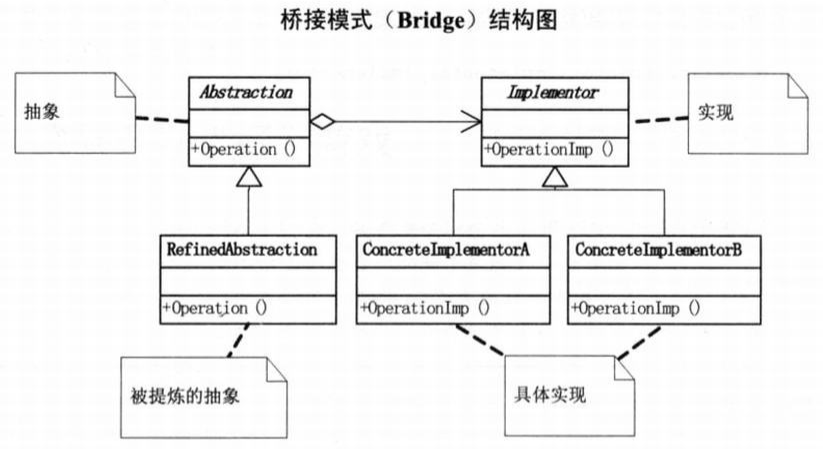 桥接模式（Bridge）结构图
抽象
Abstraction
+Operation ()
Implementor
+OperationImp ()
实现
RefinedAbstraction
+Operation ()
ConcreteImplementorA
+OperationImp ()
ConcreteImplementorB
+OperationImp ()
被提炼的抽象
具体实现